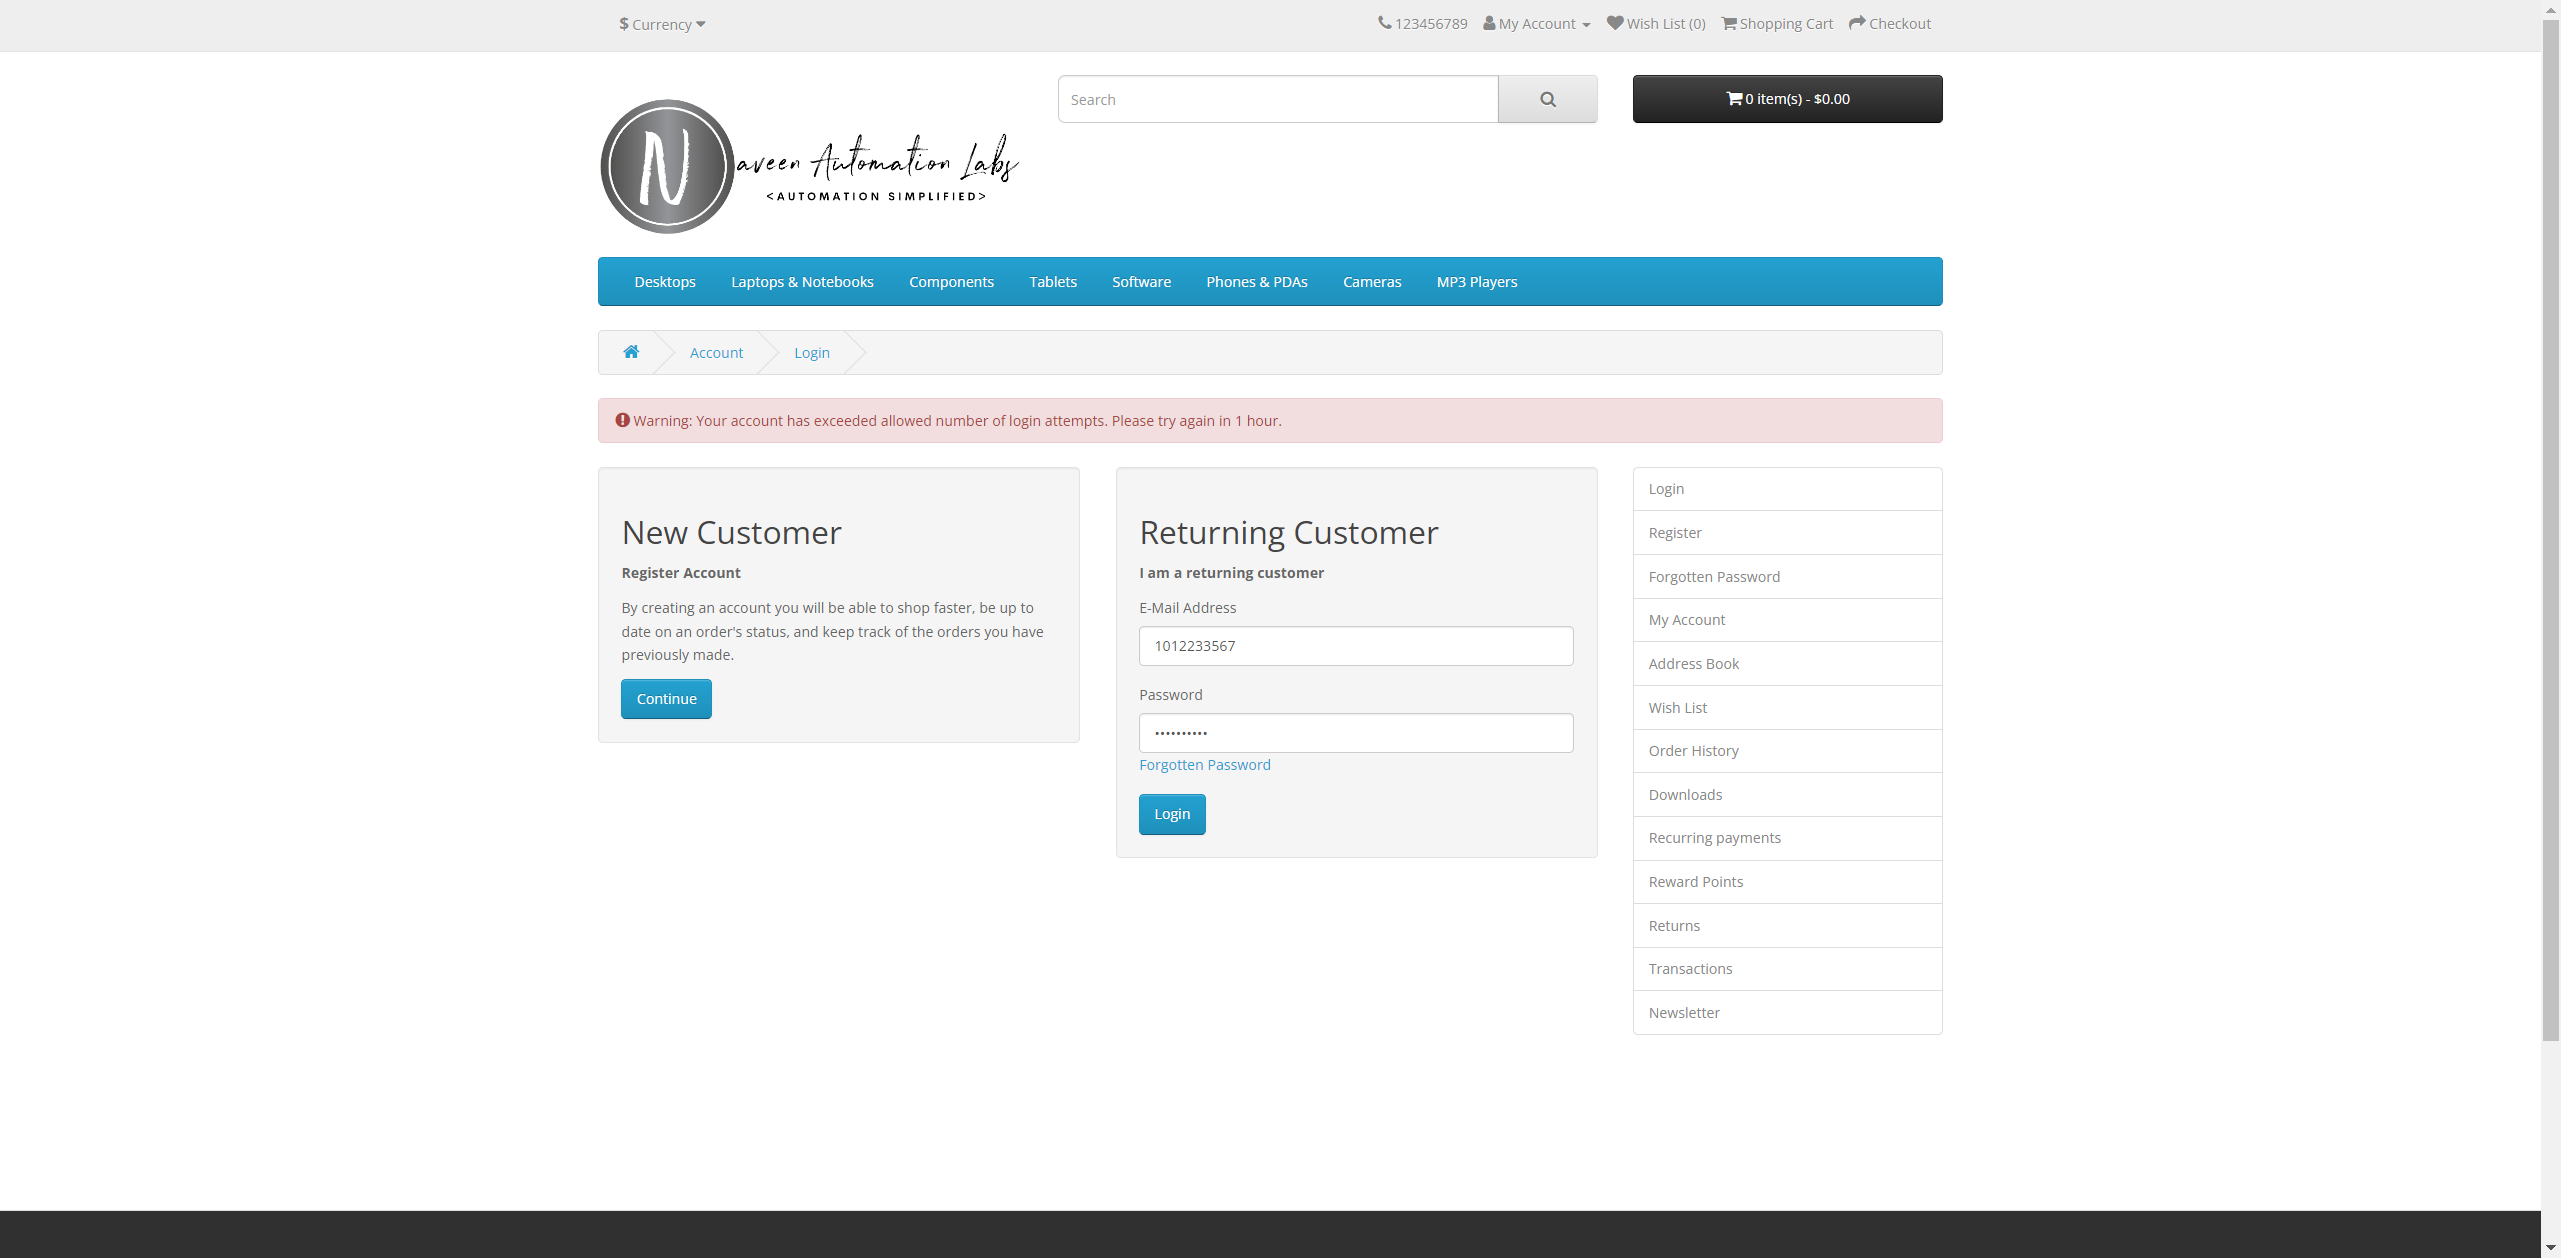 $ Currency
123456789 My Account Wish List (0) Shopping Cart Checkout
Search
0 item(s) - $0.00
N
aveen Automation Labs
<AUTOMATION SIMPLIFIED>
Desktops Laptops & Notebooks Components Tablets Software Phones & PDAs Cameras MP3 Players
Account Login
Warning: Your account has exceeded allowed number of login attempts. Please try again in 1 hour.
New Customer
Register Account
By creating an account you will be able to shop faster, be up to
date on an order's status, and keep track of the orders you have
previously made.
Continue
Returning Customer
I am a returning customer
E-Mail Address
1012233567
Password
••••••••••
Forgotten Password
Login
Login
Register
Forgotten Password
My Account
Address Book
Wish List
Order History
Downloads
Recurring payments
Reward Points
Returns
Transactions
Newsletter